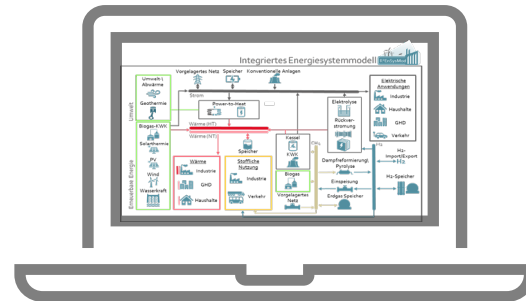 Integriertes Energiesystemmodell
Vorgelagertes Netz
Speicher
Konventionelle Anlagen
Strom
Umwelt
Umwelt-/
Abwärme
Geothermie
Power-to-Heat
Elektrolyse
Rückver-
stromung
Elektrische
Anwendungen
Industrie
Haushalte
GHD
Verkehr
Erneuerbare Energie
Biogas-KWK
Solarthermie
PV
Wind
Wasserkraft
Wärme (HT)
Wärme (NT)
Speicher
Kessel
KWK
CH₄
H₂
Dampfreformierung/
Pyrolyse
H₂-
Import/Export
H₂
Wärme
Industrie
GHD
Haushalte
Stoffliche
Nutzung
Industrie
Verkehr
Biogas
Vorgelagertes
Netz
Einspeisung
Erdgas Speicher
H₂-Speicher